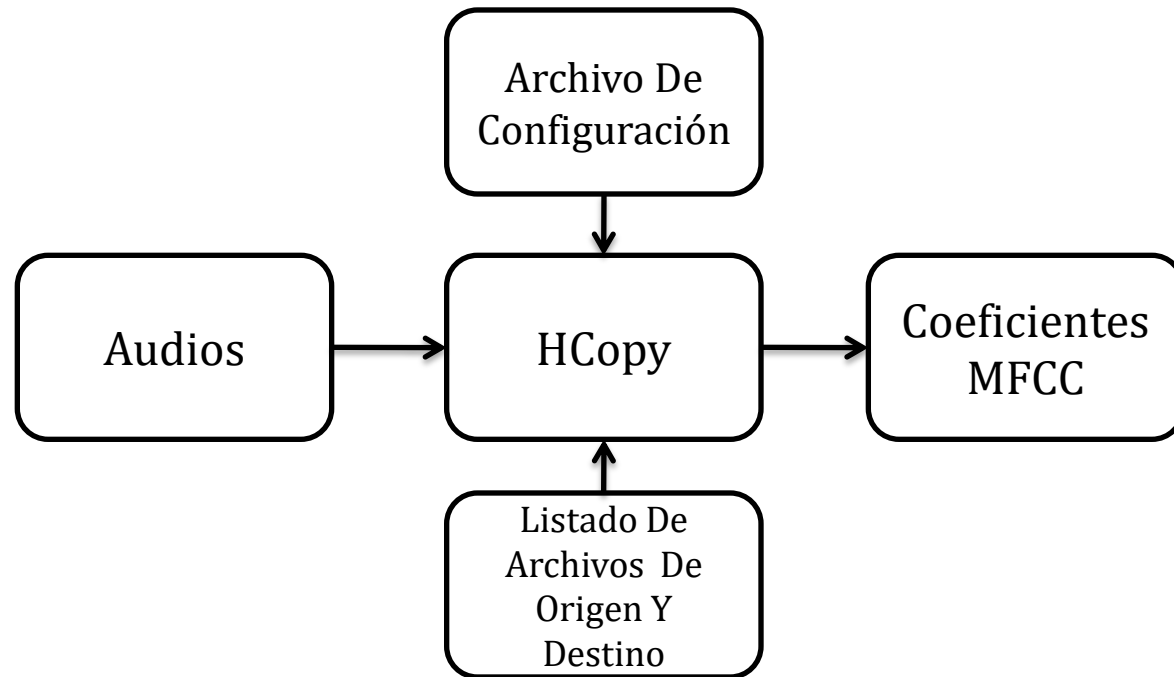 Archivo De
Configuración
Audios
HCopy
Coeficientes
MFCC
Listado De
Archivos De
Origen Y
Destino